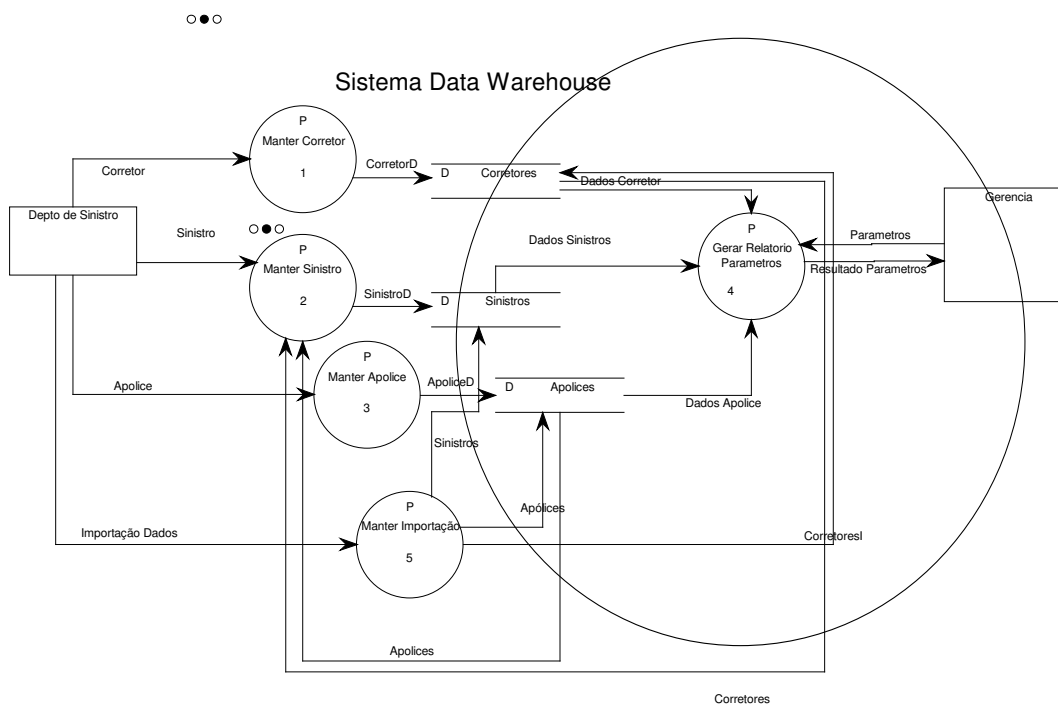 Sistema Data Warehouse
P
Manter Corretor
1
CorretorD
D
Corretores
Dados Corretor
Corretor
Gerencia
Depto de Sinistro
Sinistro
P
Manter Sinistro
2
SinistroD
D
Sinistros
Dados Sinistros
P
Gerar Relatorio
Parametros
4
Parametros
Resultado Parametros
P
Manter Apolice
3
Apolice
ApoliceD
D
Apolices
Dados Apolice
Sinistros
P
Manter Importação
5
Importação Dados
Apólices
CorretoresI
Apolices
Corretores